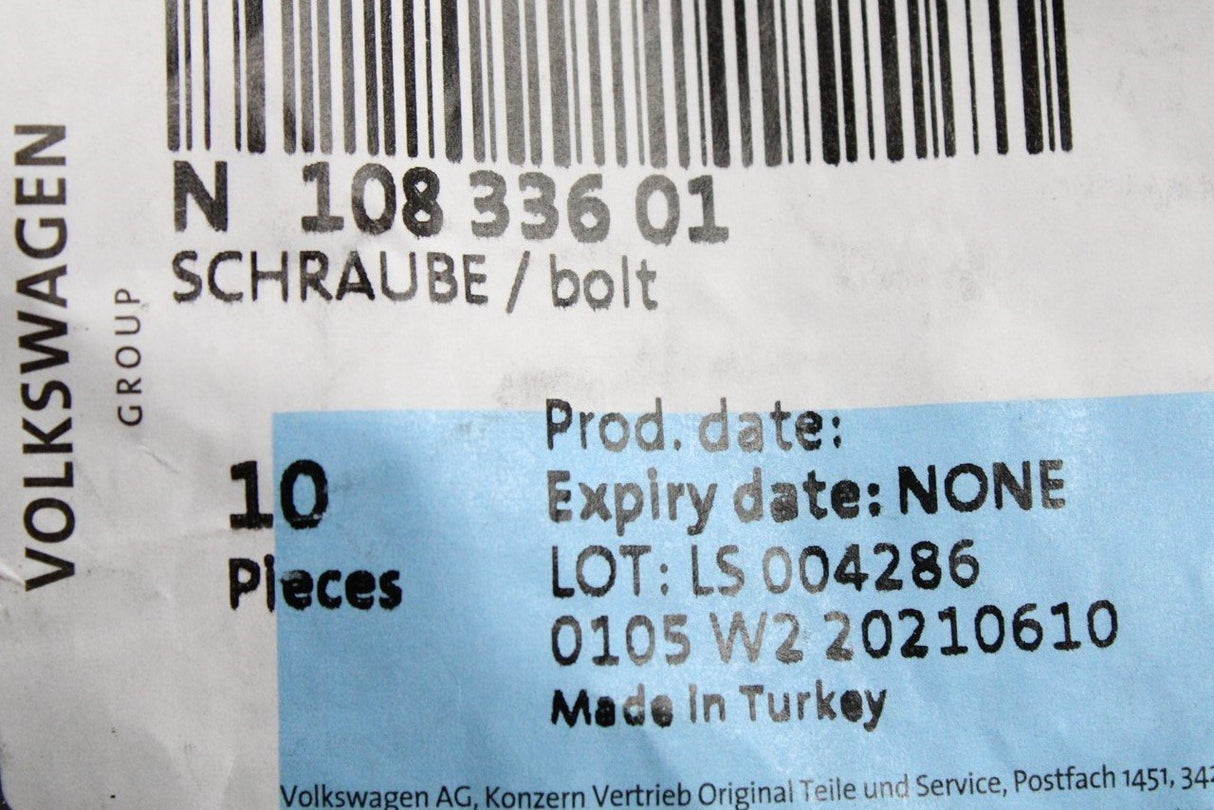 VOLKSWAGEN
GROUP
N 108 336 01
SCHRAUBE / bolt
10
Pieces
Prod. date:
Expiry date: NONE
LOT: LS 004286
0105 W2 20210610
Made in Turkey
Volkswagen AG, Konzern Vertrieb Original Teile und Service, Postfach 1451, 342